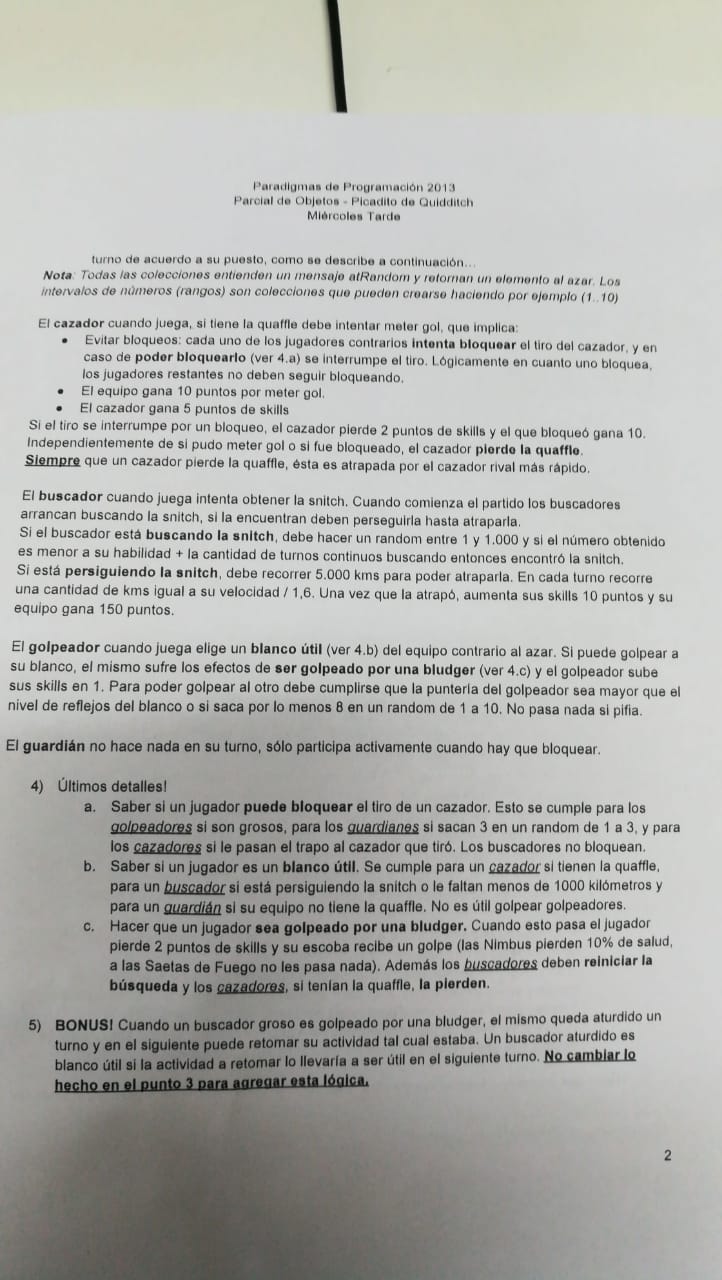 Paradigmas de Programación 2013
Parcial de Objetos - Picadito de Quidditch
Miércoles Tarde
turno de acuerdo a su puesto, como se describe a continuación...
Nota: Todas las colecciones entienden un mensaje atRandom y retornan un elemento al azar. Los
intervalos de números (rangos) son colecciones que pueden crearse haciendo por ejemplo (1..10)
El cazador cuando juega, si tiene la quaffle debe intentar meter gol, que implica:
• Evitar bloqueos: cada uno de los jugadores contrarios intenta bloquear el tiro del cazador, y en
caso de poder bloquearlo (ver 4.a) se interrumpe el tiro. Lógicamente en cuanto uno bloquea,
los jugadores restantes no deben seguir bloqueando.
• El equipo gana 10 puntos por meter gol.
• El cazador gana 5 puntos de skills
Si el tiro se interrumpe por un bloqueo, el cazador pierde 2 puntos de skills y el que bloqueó gana 10.
Independientemente de si pudo meter gol o si fue bloqueado, el cazador pierde la quaffle.
Siempre que un cazador pierde la quaffle, ésta es atrapada por el cazador rival más rápido.
El buscador cuando juega intenta obtener la snitch. Cuando comienza el partido los buscadores
arrancan buscando la snitch, si la encuentran deben perseguirla hasta atraparla.
Si el buscador está buscando la snitch, debe hacer un random entre 1 y 1.000 y si el número obtenido
es menor a su habilidad + la cantidad de turnos continuos buscando entonces encontró la snitch.
Si está persiguiendo la snitch, debe recorrer 5.000 kms para poder atraparla. En cada turno recorre
una cantidad de kms igual a su velocidad / 1,6. Una vez que la atrapó, aumenta sus skills 10 puntos y su
equipo gana 150 puntos.
El golpeador cuando juega elige un blanco útil (ver 4.b) del equipo contrario al azar. Si puede golpear a
su blanco, el mismo sufre los efectos de ser golpeado por una bludger (ver 4.c) y el golpeador sube
sus skills en 1. Para poder golpear al otro debe cumplirse que la puntería del golpeador sea mayor que el
nivel de reflejos del blanco o si saca por lo menos 8 en un random de 1 a 10. No pasa nada si pifia.
El guardián no hace nada en su turno, sólo participa activamente cuando hay que bloquear.
4) Últimos detalles!
a. Saber si un jugador puede bloquear el tiro de un cazador. Esto se cumple para los
golpeadores si son grosos, para los guardianes si sacan 3 en un random de 1 a 3, y para
los cazadores si le pasan el trapo al cazador que tiró. Los buscadores no bloquean.
b. Saber si un jugador es un blanco útil. Se cumple para un cazador si tienen la quaffle,
para un buscador si está persiguiendo la snitch o le faltan menos de 1000 kilómetros y
para un guardián si su equipo no tiene la quaffle. No es útil golpear golpeadores.
c. Hacer que un jugador sea golpeado por una bludger. Cuando esto pasa el jugador
pierde 2 puntos de skills y su escoba recibe un golpe (las Nimbus pierden 10% de salud,
a las Saetas de Fuego no les pasa nada). Además los buscadores deben reiniciar la
búsqueda y los cazadores, si tenían la quaffle, la pierden.
5) BONUS! Cuando un buscador groso es golpeado por una bludger, el mismo queda aturdido un
turno y en el siguiente puede retomar su actividad tal cual estaba. Un buscador aturdido es
blanco útil si la actividad a retomar lo llevaría a ser útil en el siguiente turno. No cambiar lo
hecho en el punto 3 para agregar esta lógica.
2